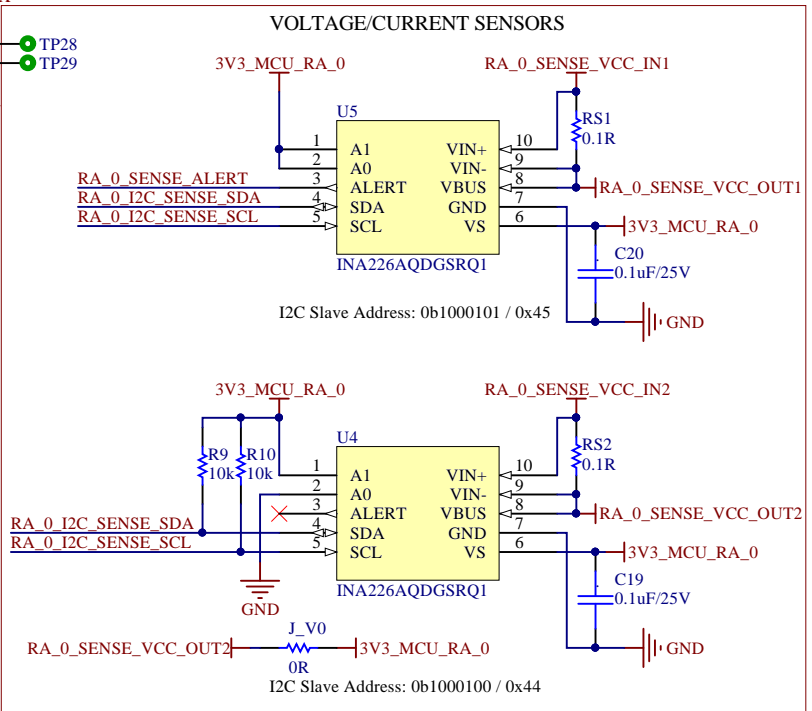 VOLTAGE/CURRENT SENSORS
TP28
TP29
3V3_MCU_RA_0
RA_0_SENSE_VCC_IN1
U5
RS1
0.1R
1 A1 VIN+ 10
2 A0 VIN- 9
RA_0_SENSE_ALERT 3 ALERT VBUS 8 RA_0_SENSE_VCC_OUT1
RA_0_I2C_SENSE_SDA 4 SDA GND 7
RA_0_I2C_SENSE_SCL 5 SCL VS 6 3V3_MCU_RA_0
INA226AQDGSRQ1
C20
0.1uF/25V
I2C Slave Address: 0b1000101 / 0x45
GND
3V3_MCU_RA_0
RA_0_SENSE_VCC_IN2
U4
R9
10k
R10
10k
RS2
0.1R
1 A1 VIN+ 10
2 A0 VIN- 9
3 ALERT VBUS 8 RA_0_SENSE_VCC_OUT2
RA_0_I2C_SENSE_SDA 4 SDA GND 7
RA_0_I2C_SENSE_SCL 5 SCL VS 6 3V3_MCU_RA_0
INA226AQDGSRQ1
C19
0.1uF/25V
GND
GND
J_V0
RA_0_SENSE_VCC_OUT2 3V3_MCU_RA_0
0R
I2C Slave Address: 0b1000100 / 0x44